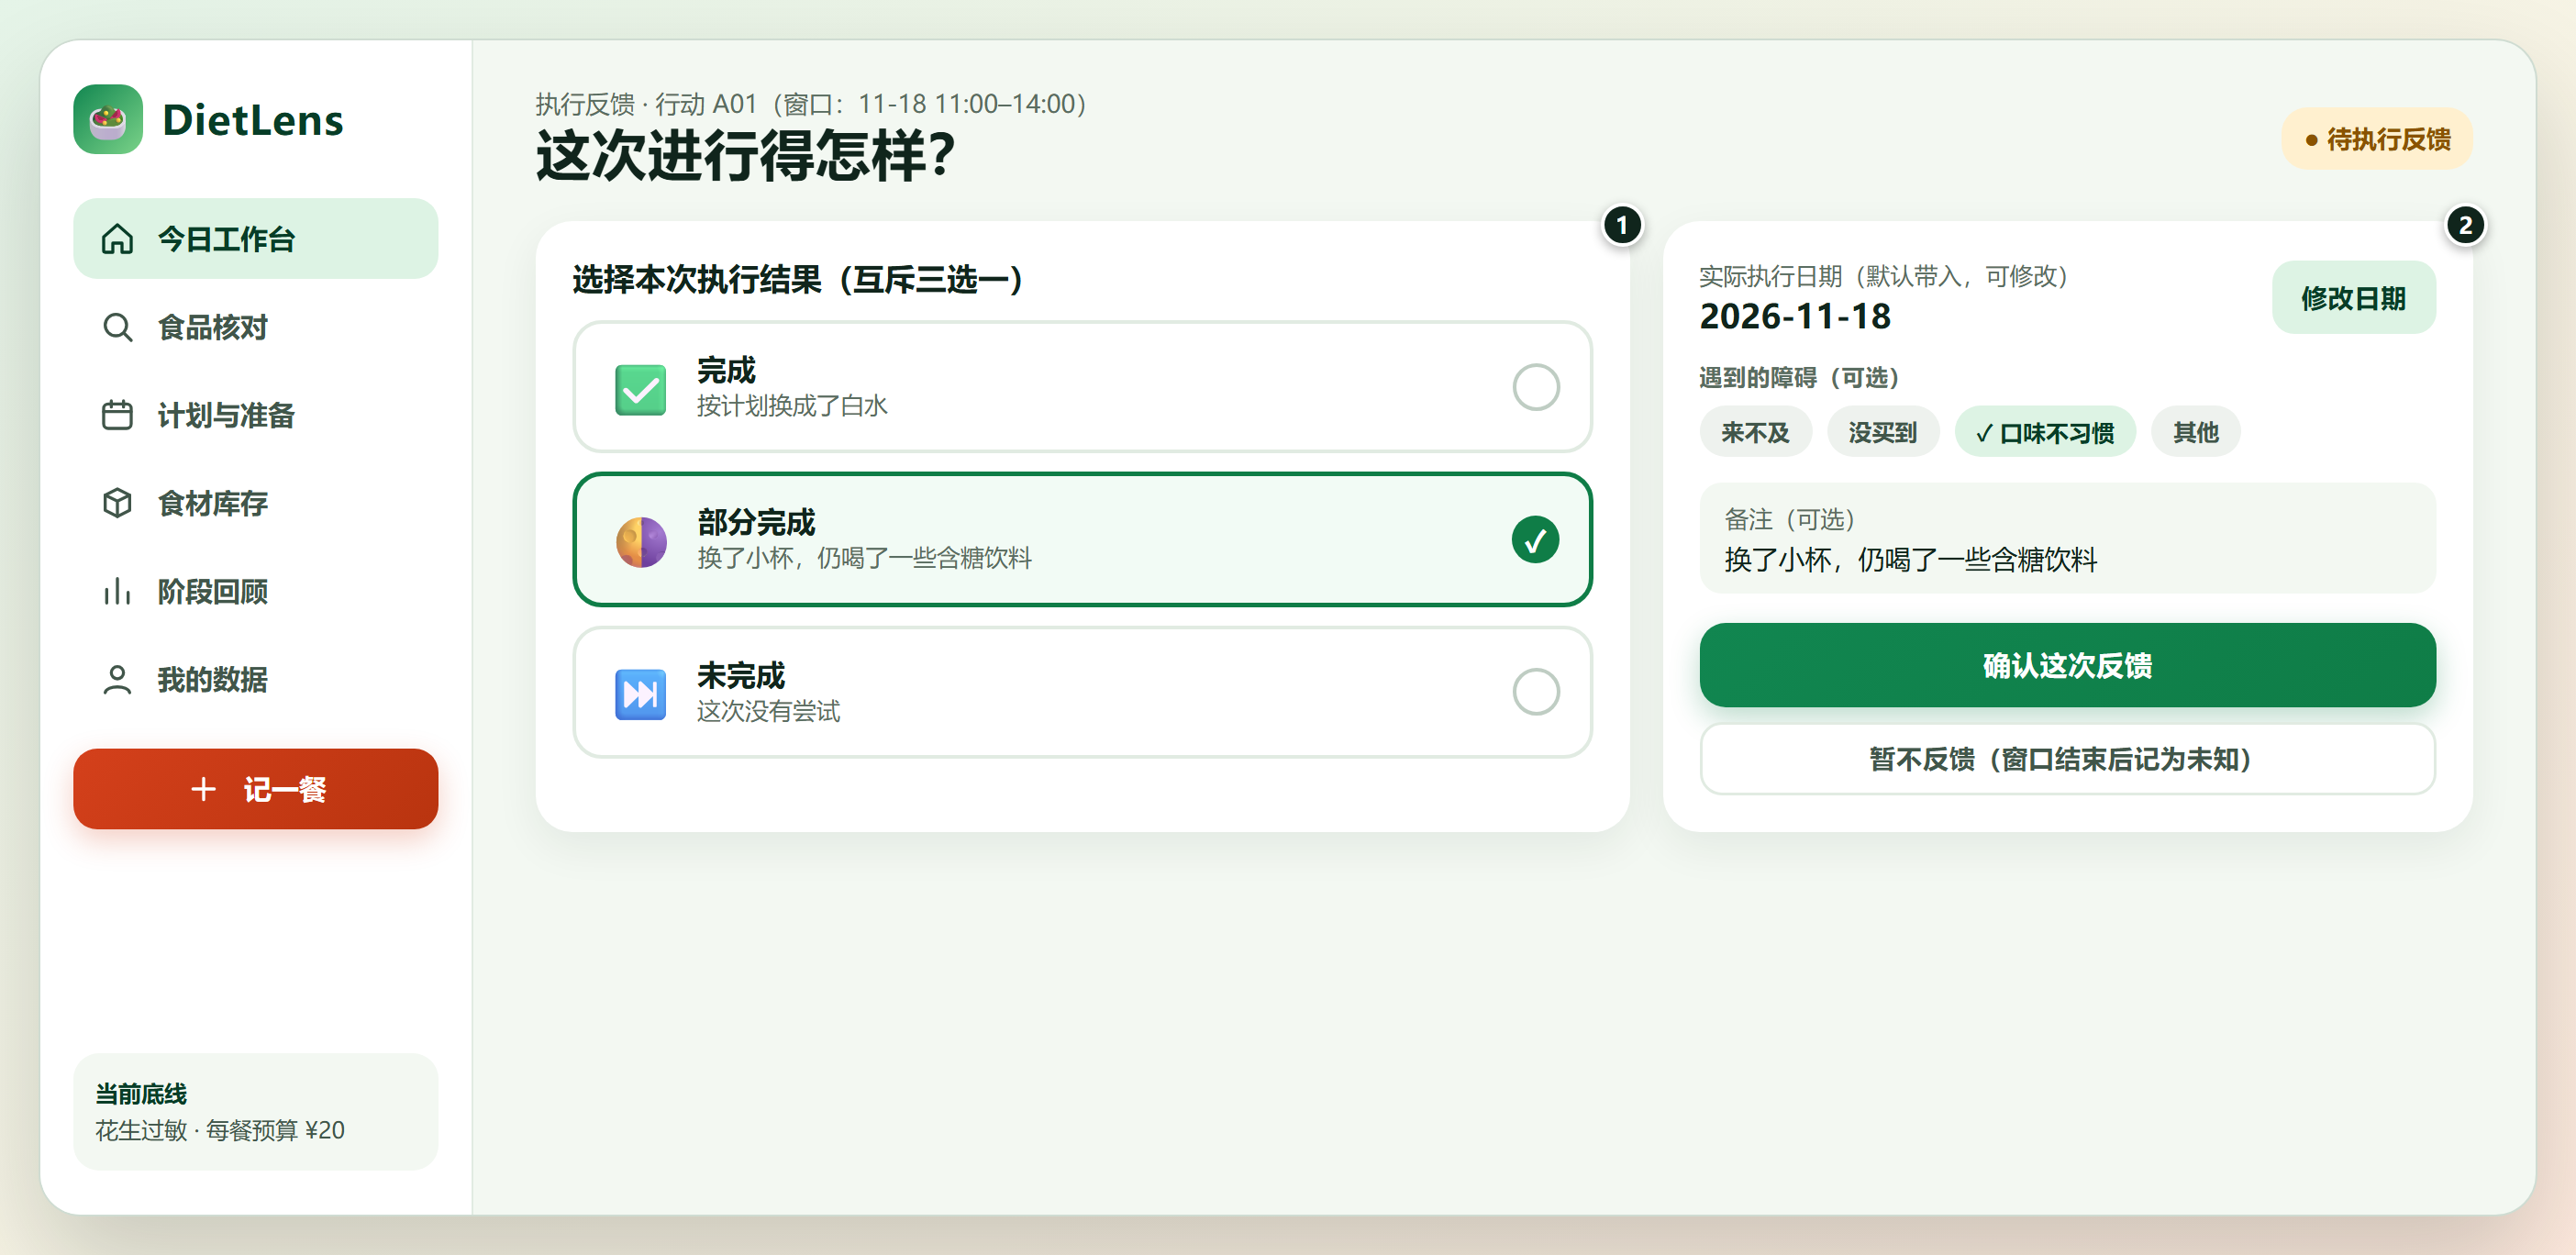 DietLens
今日工作台
食品核对
计划与准备
食材库存
阶段回顾
我的数据
+ 记一餐
当前底线
花生过敏 · 每餐预算 ¥20
执行反馈 · 行动 A01（窗口：11-18 11:00–14:00）
这次进行得怎样？
● 待执行反馈
1
选择本次执行结果（互斥三选一）
完成
按计划换成了白水
部分完成
换了小杯，仍喝了一些含糖饮料
未完成
这次没有尝试
2
实际执行日期（默认带入，可修改）
2026-11-18
修改日期
遇到的障碍（可选）
来不及 没买到 ✓ 口味不习惯 其他
备注（可选）
换了小杯，仍喝了一些含糖饮料
确认这次反馈
暂不反馈（窗口结束后记为未知）